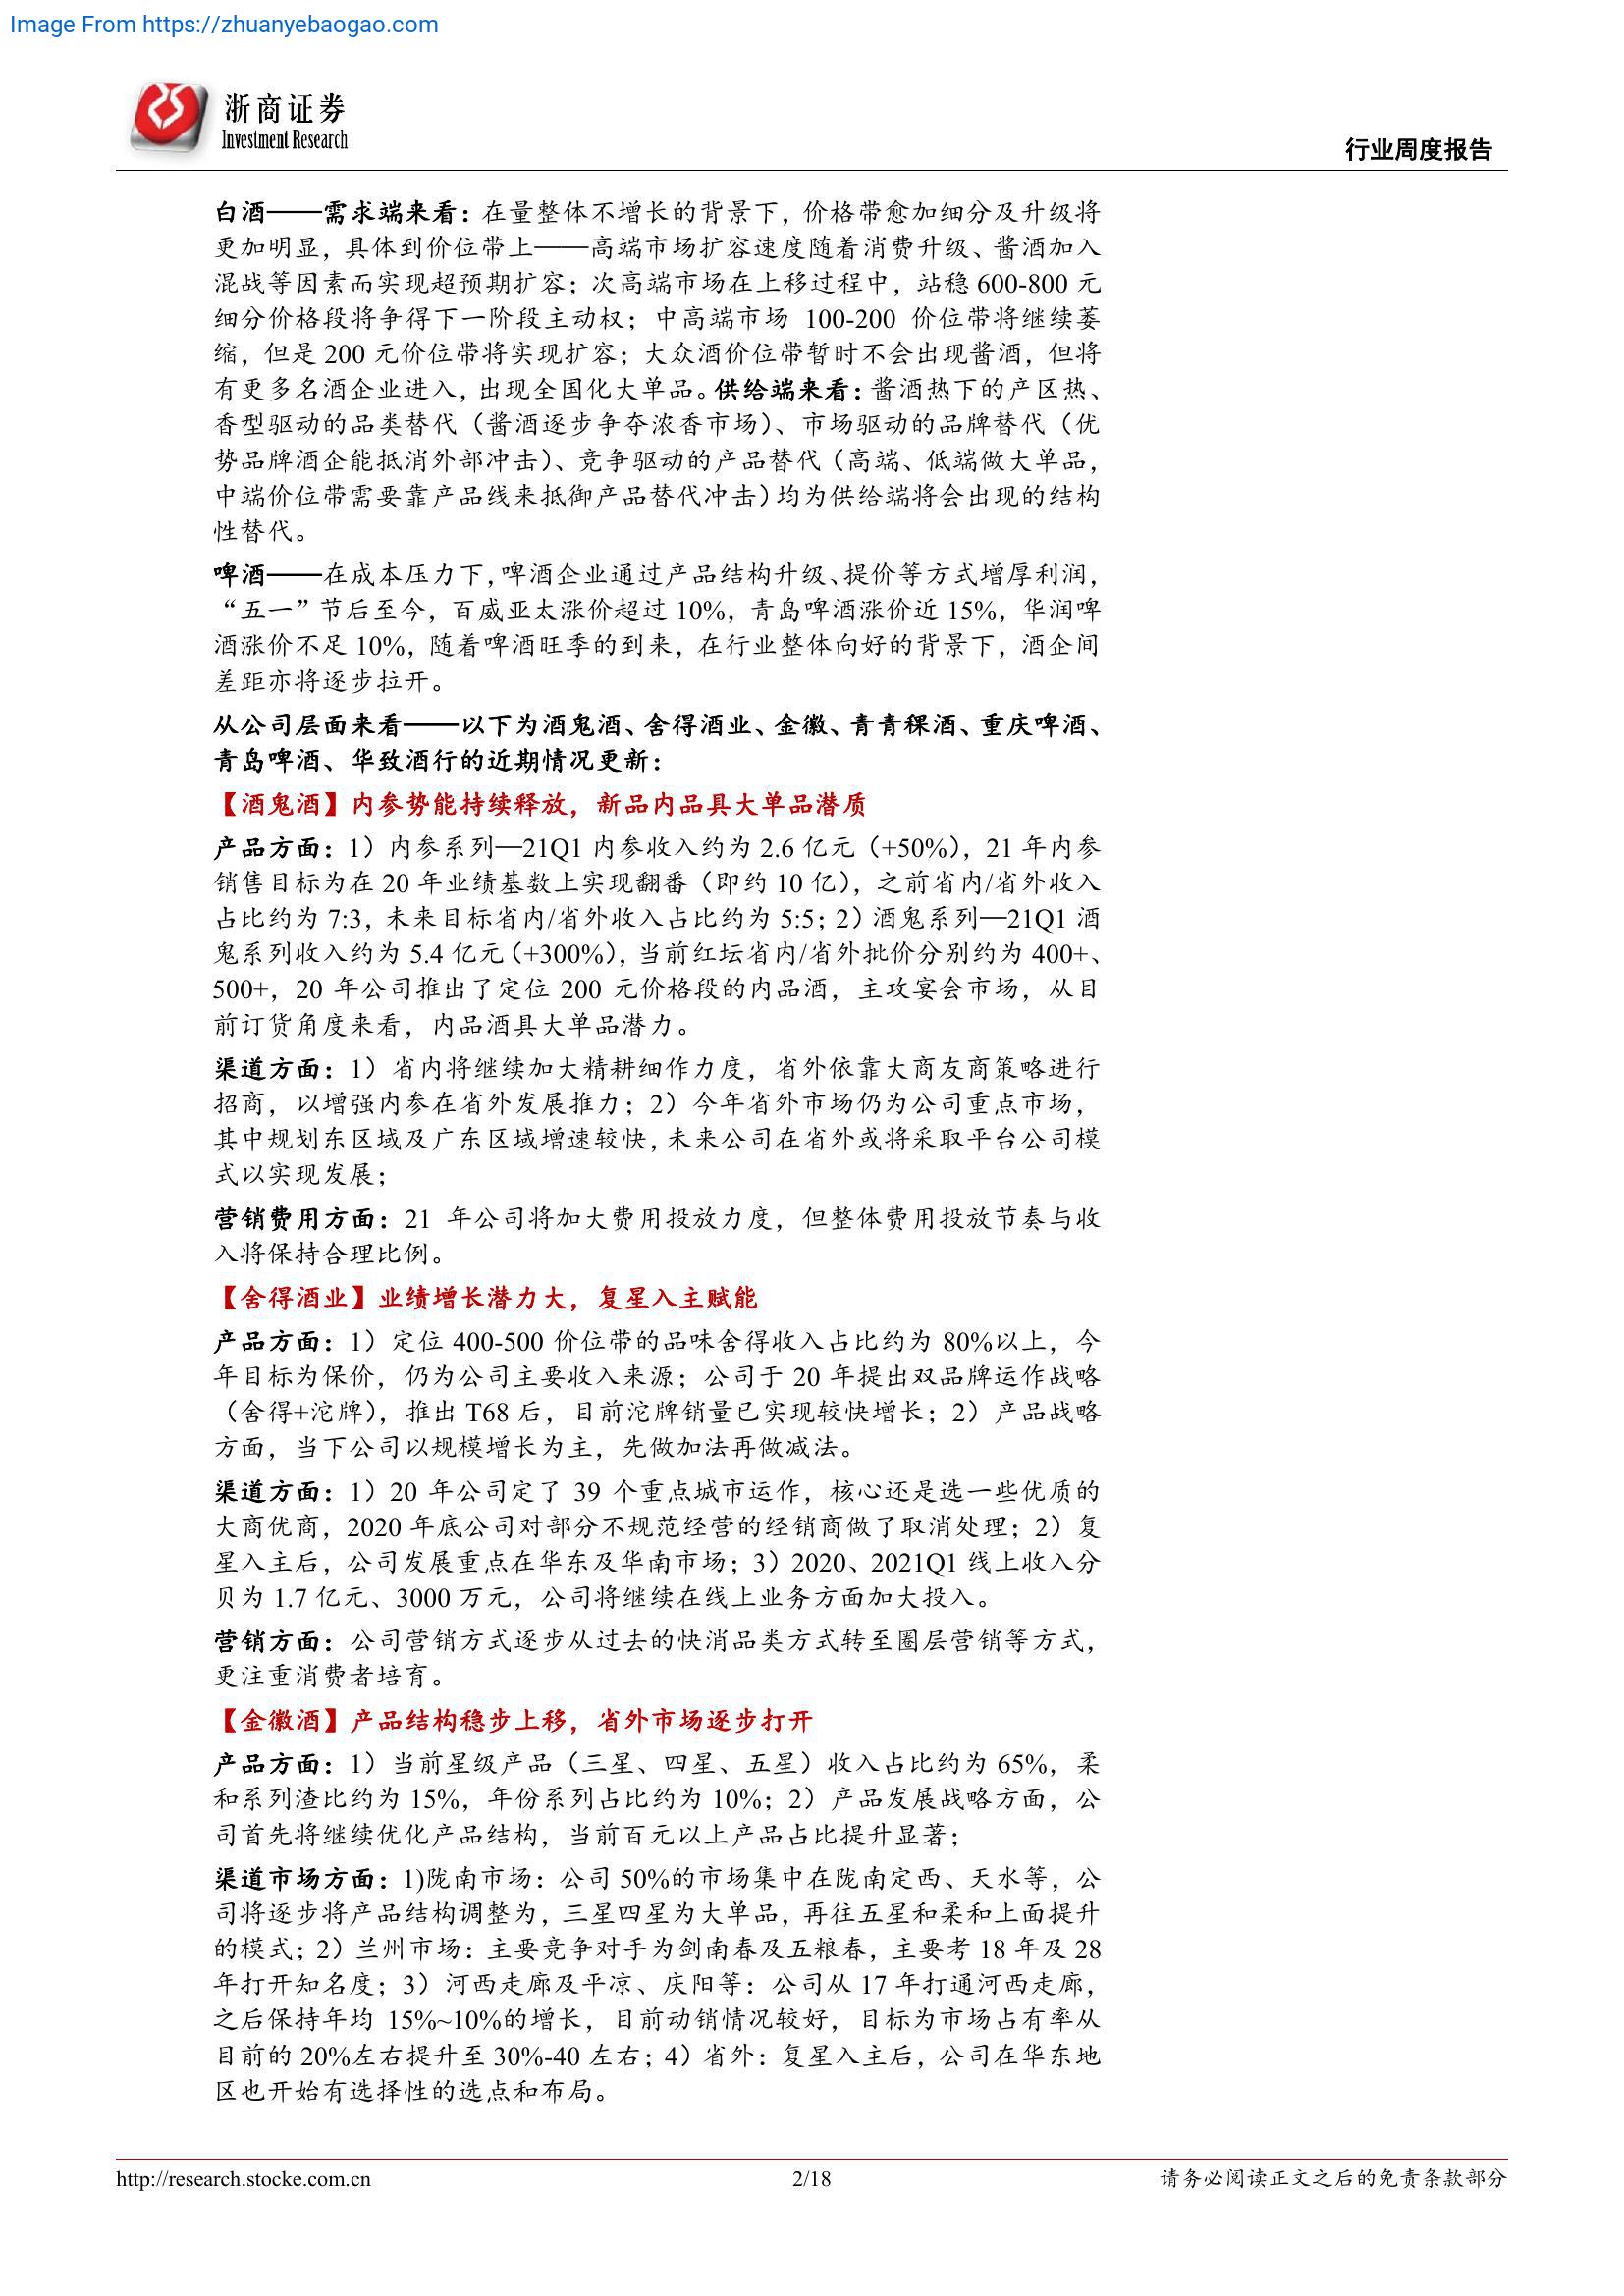 Image From https://zhuanyebaogao.com
浙商证券
Investment Research
行业周度报告
白酒——需求端来看：在量整体不增长的背景下，价格带愈加细分及升级将
更加明显，具体到价位带上——高端市场扩容速度随着消费升级、酱酒加入
混战等因素而实现超预期扩容；次高端市场在上移过程中，站稳 600-800 元
细分价格段将争得下一阶段主动权；中高端市场 100-200 价位带将继续萎
缩，但是 200 元价位带将实现扩容；大众酒价位带暂时不会出现酱酒，但将
有更多名酒企业进入，出现全国化大单品。供给端来看：酱酒热下的产区热、
香型驱动的品类替代（酱酒逐步争夺浓香市场）、市场驱动的品牌替代（优
势品牌酒企能抵消外部冲击）、竞争驱动的产品替代（高端、低端做大单品，
中端价位带需要靠产品线来抵御产品替代冲击）均为供给端将会出现的结构
性替代。
啤酒——在成本压力下，啤酒企业通过产品结构升级、提价等方式增厚利润，
“五一”节后至今，百威亚太涨价超过 10%，青岛啤酒涨价近 15%，华润啤
酒涨价不足 10%，随着啤酒旺季的到来，在行业整体向好的背景下，酒企间
差距亦将逐步拉开。
从公司层面来看——以下为酒鬼酒、舍得酒业、金徽、青青稞酒、重庆啤酒、
青岛啤酒、华致酒行的近期情况更新：
【酒鬼酒】内参势能持续释放，新品内品具大单品潜质
产品方面：1）内参系列—21Q1 内参收入约为 2.6 亿元（+50%），21 年内参
销售目标为在 20 年业绩基数上实现翻番（即约 10 亿），之前省内/省外收入
占比约为 7:3，未来目标省内/省外收入占比约为 5:5；2）酒鬼系列—21Q1 酒
鬼系列收入约为 5.4 亿元（+300%），当前红坛省内/省外批价分别约为 400+、
500+，20 年公司推出了定位 200 元价格段的内品酒，主攻宴会市场，从目
前订货角度来看，内品酒具大单品潜力。
渠道方面：1）省内将继续加大精耕细作力度，省外依靠大商友商策略进行
招商，以增强内参在省外发展推力；2）今年省外市场仍为公司重点市场，
其中规划东区域及广东区域增速较快，未来公司在省外或将采取平台公司模
式以实现发展；
营销费用方面：21 年公司将加大费用投放力度，但整体费用投放节奏与收
入将保持合理比例。
【舍得酒业】业绩增长潜力大，复星入主赋能
产品方面：1）定位 400-500 价位带的品味舍得收入占比约为 80%以上，今
年目标为保价，仍为公司主要收入来源；公司于 20 年提出双品牌运作战略
（舍得+沱牌），推出 T68 后，目前沱牌销量已实现较快增长；2）产品战略
方面，当下公司以规模增长为主，先做加法再做减法。
渠道方面：1）20 年公司定了 39 个重点城市运作，核心还是选一些优质的
大商优商，2020 年底公司对部分不规范经营的经销商做了取消处理；2）复
星入主后，公司发展重点在华东及华南市场；3）2020、2021Q1 线上收入分
贝为 1.7 亿元、3000 万元，公司将继续在线上业务方面加大投入。
营销方面：公司营销方式逐步从过去的快消品类方式转至圈层营销等方式，
更注重消费者培育。
【金徽酒】产品结构稳步上移，省外市场逐步打开
产品方面：1）当前星级产品（三星、四星、五星）收入占比约为 65%，柔
和系列渣比约为 15%，年份系列占比约为 10%；2）产品发展战略方面，公
司首先将继续优化产品结构，当前百元以上产品占比提升显著；
渠道市场方面：1)陇南市场：公司 50%的市场集中在陇南定西、天水等，公
司将逐步将产品结构调整为，三星四星为大单品，再往五星和柔和上面提升
的模式；2）兰州市场：主要竞争对手为剑南春及五粮春，主要考 18 年及 28
年打开知名度；3）河西走廊及平凉、庆阳等：公司从 17 年打通河西走廊，
之后保持年均 15%~10%的增长，目前动销情况较好，目标为市场占有率从
目前的 20%左右提升至 30%-40 左右；4）省外：复星入主后，公司在华东地
区也开始有选择性的选点和布局。
http://research.stocke.com.cn
2/18
请务必阅读正文之后的免责条款部分